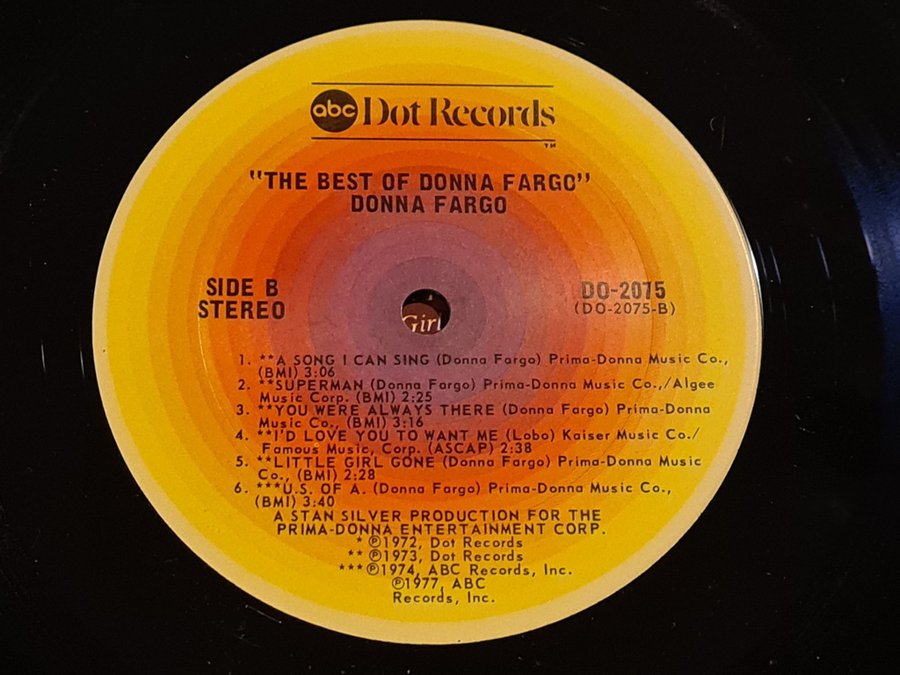 abc Dot Records
TM
"THE BEST OF DONNA FARGO"
DONNA FARGO
SIDE B
STEREO
DO-2075
(DO-2075-B)
Girl
1. **A SONG I CAN SING (Donna Fargo) Prima-Donna Music Co.,
(BMI) 3:06
2. **SUPERMAN (Donna Fargo) Prima-Donna Music Co.,/Algee
Music Corp. (BMI) 2:25
3. **YOU WERE ALWAYS THERE (Donna Fargo) Prima-Donna
Music Co., (BMI) 3:16
4. **I'D LOVE YOU TO WANT ME (Lobo) Kaiser Music Co./
Famous Music, Corp. (ASCAP) 2:38
5. **LITTLE GIRL GONE (Donna Fargo) Prima-Donna Music
Co., (BMI) 2:28
6. ***U.S. OF A. (Donna Fargo) Prima-Donna Music Co.,
(BMI) 3:40
A STAN SILVER PRODUCTION FOR THE
PRIMA-DONNA ENTERTAINMENT CORP.
* ℗1972, Dot Records
** ℗1973, Dot Records
***℗1974, ABC Records, Inc.
℗1977, ABC
Records, Inc.